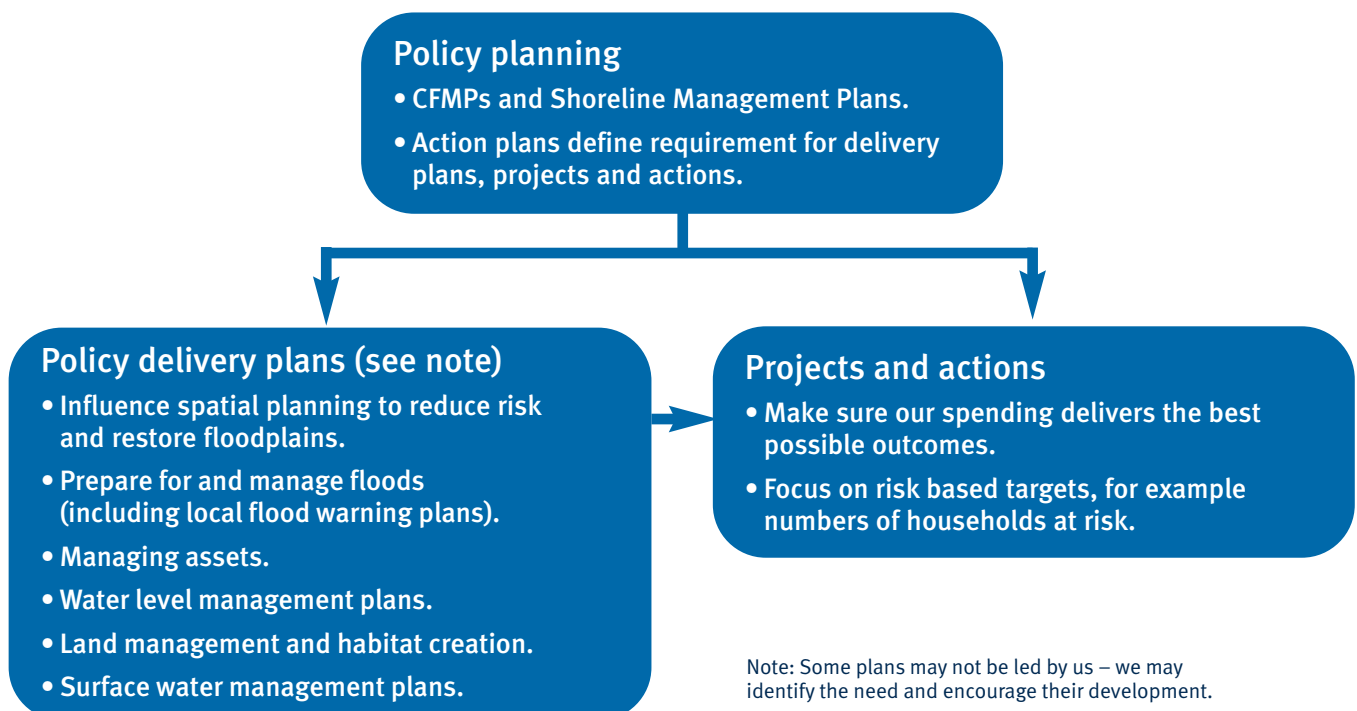 Policy planning
• CFMPs and Shoreline Management Plans.
• Action plans define requirement for delivery
plans, projects and actions.
Policy delivery plans (see note)
• Influence spatial planning to reduce risk
and restore floodplains.
• Prepare for and manage floods
(including local flood warning plans).
• Managing assets.
• Water level management plans.
• Land management and habitat creation.
• Surface water management plans.
Projects and actions
• Make sure our spending delivers the best
possible outcomes.
• Focus on risk based targets, for example
numbers of households at risk.
Note: Some plans may not be led by us – we may
identify the need and encourage their development.